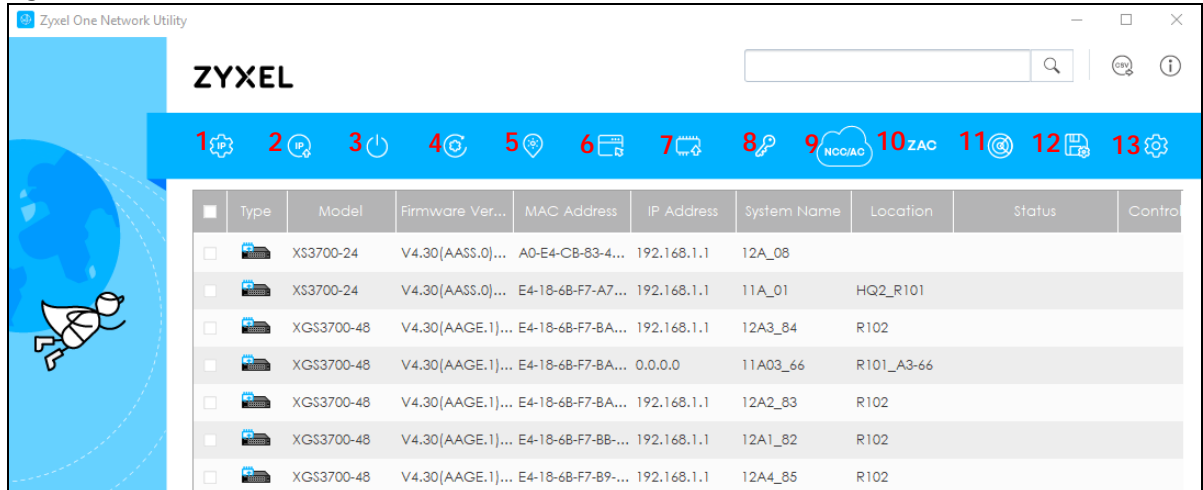 Zyxel One Network Utility
ZYXEL
CSV
1 IP 2 IP 3 4 5 6 7 8 9 NCC/AC 10 ZAC 11 12 13
Type Model Firmware Ver... MAC Address IP Address System Name Location Status Control
XS3700-24 V4.30(AASS.0)... A0-E4-CB-83-4... 192.168.1.1 12A_08
XS3700-24 V4.30(AASS.0)... E4-18-6B-F7-A7... 192.168.1.1 11A_01 HQ2_R101
XGS3700-48 V4.30(AAGE.1)... E4-18-6B-F7-BA... 192.168.1.1 12A3_84 R102
XGS3700-48 V4.30(AAGE.1)... E4-18-6B-F7-BA... 0.0.0.0 11A03_66 R101_A3-66
XGS3700-48 V4.30(AAGE.1)... E4-18-6B-F7-BA... 192.168.1.1 12A2_83 R102
XGS3700-48 V4.30(AAGE.1)... E4-18-6B-F7-BB-... 192.168.1.1 12A1_82 R102
XGS3700-48 V4.30(AAGE.1)... E4-18-6B-F7-B9-... 192.168.1.1 12A4_85 R102